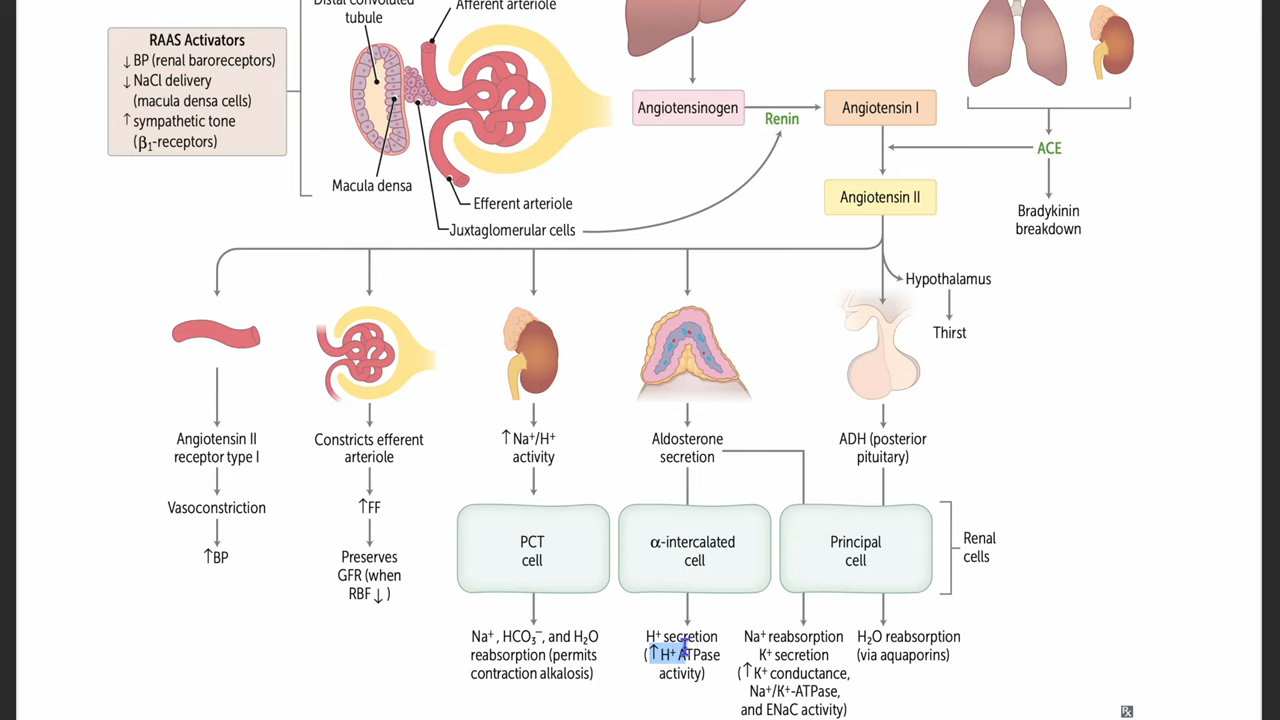 Distal convoluted
tubule
Afferent arteriole
RAAS Activators
↓ BP (renal baroreceptors)
↓ NaCl delivery
(macula densa cells)
↑ sympathetic tone
(β₁-receptors)
Macula densa
Efferent arteriole
Juxtaglomerular cells
Angiotensinogen
Renin
Angiotensin I
ACE
Angiotensin II
Bradykinin
breakdown
Hypothalamus
Thirst
Angiotensin II
receptor type I
Vasoconstriction
↑BP
Constricts efferent
arteriole
↑FF
Preserves
GFR (when
RBF↓)
↑Na⁺/H⁺
activity
PCT
cell
Na⁺, HCO₃⁻, and H₂O
reabsorption (permits
contraction alkalosis)
Aldosterone
secretion
α-intercalated
cell
H⁺ secretion
(↑H⁺ ATPase
activity)
ADH (posterior
pituitary)
Principal
cell
Renal
cells
Na⁺ reabsorption
K⁺ secretion
(↑K⁺ conductance,
Na⁺/K⁺-ATPase,
and ENaC activity)
H₂O reabsorption
(via aquaporins)
℞